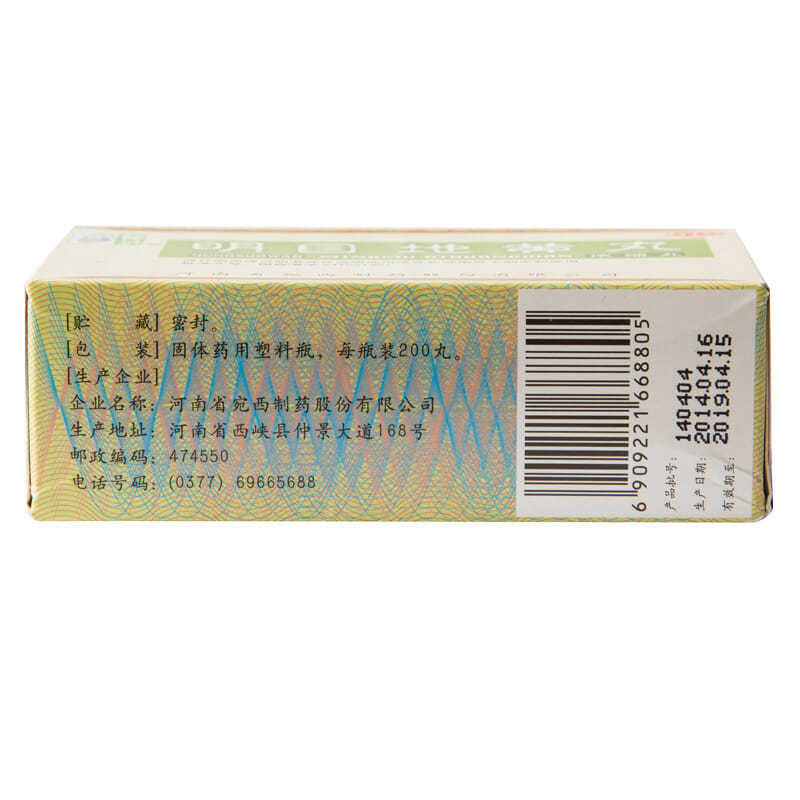 明目地黄丸
[贮 藏] 密封。
[包 装] 固体药用塑料瓶，每瓶装200丸。
[生产企业]
企业名称：河南省宛西制药股份有限公司
生产地址：河南省西峡县仲景大道168号
邮政编码：474550
电话号码：(0377) 69665688
6909221668805
产品批号：140404
生产日期：2014.04.16
有效期至：2019.04.15